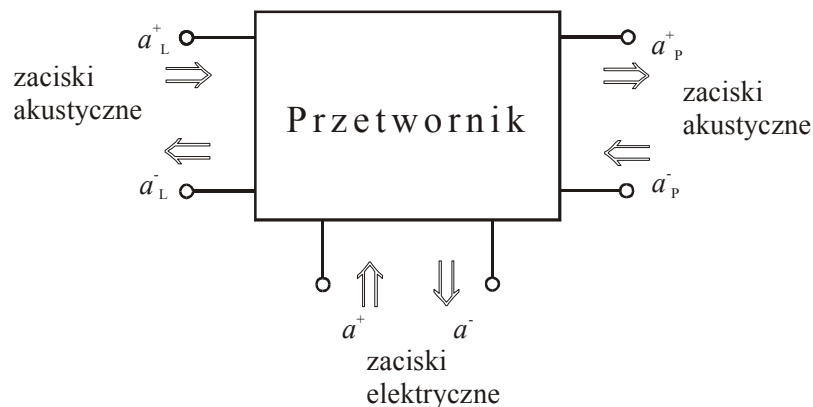 a⁺L
a⁺P
zaciski
akustyczne
Przetwornik
zaciski
akustyczne
a⁻L
a⁻P
a⁺ a⁻
zaciski
elektryczne